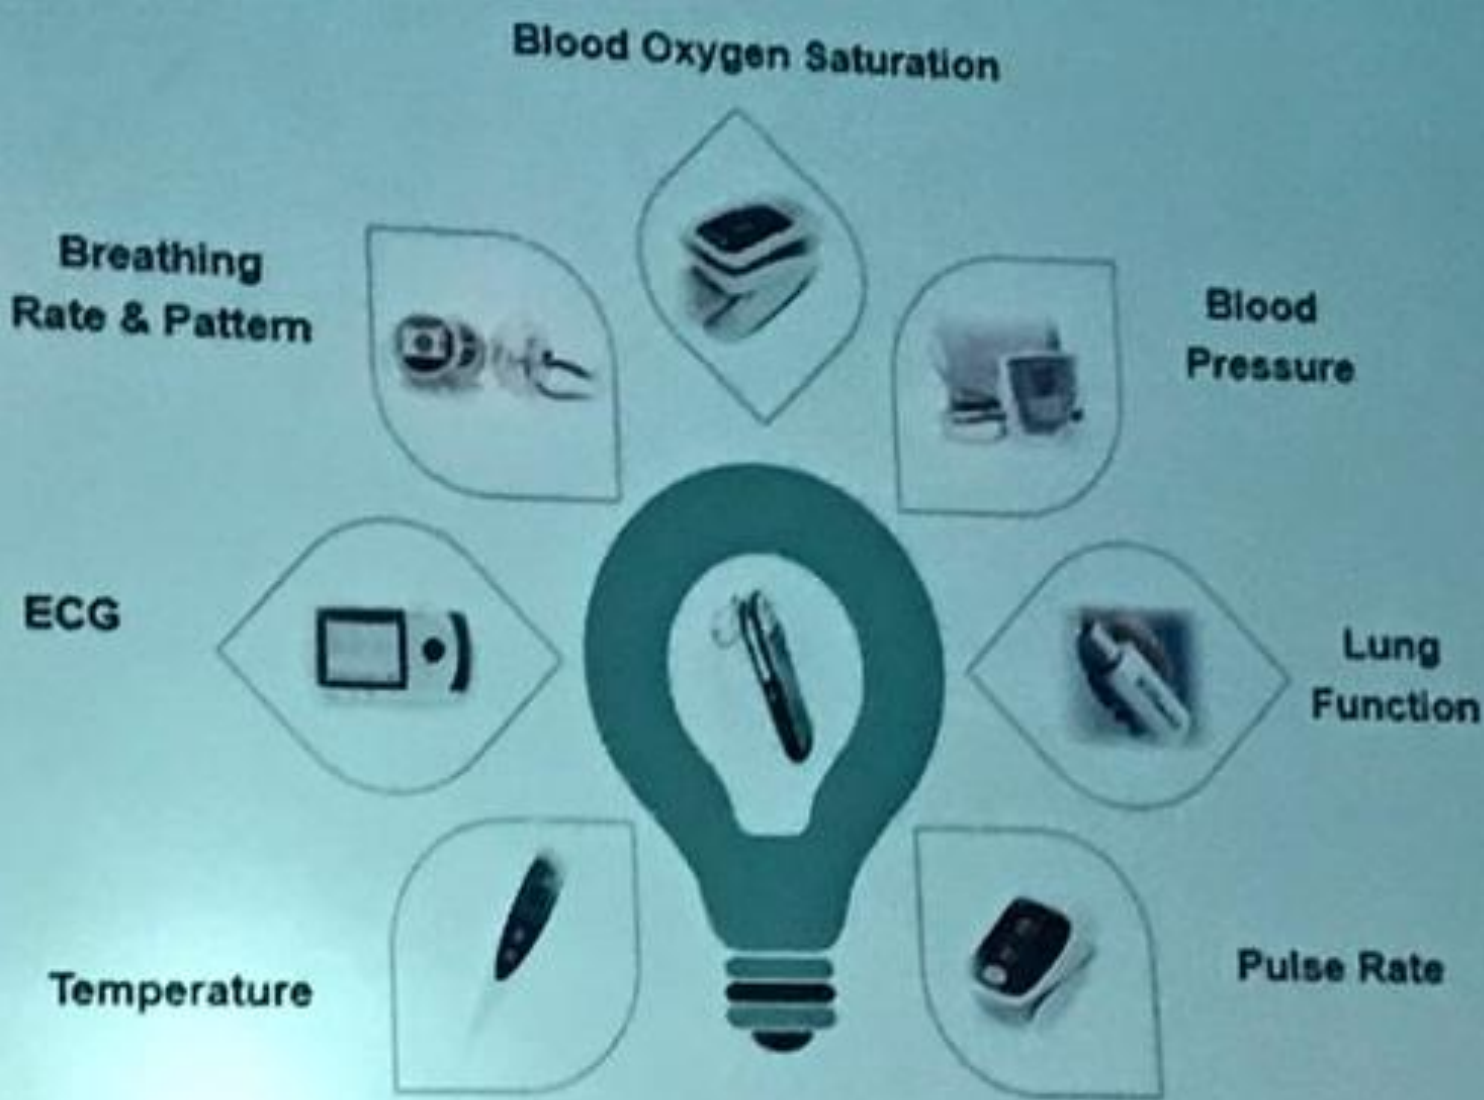 Blood Oxygen Saturation
Breathing
Rate & Pattern
Blood
Pressure
ECG
Lung
Function
Temperature
Pulse Rate